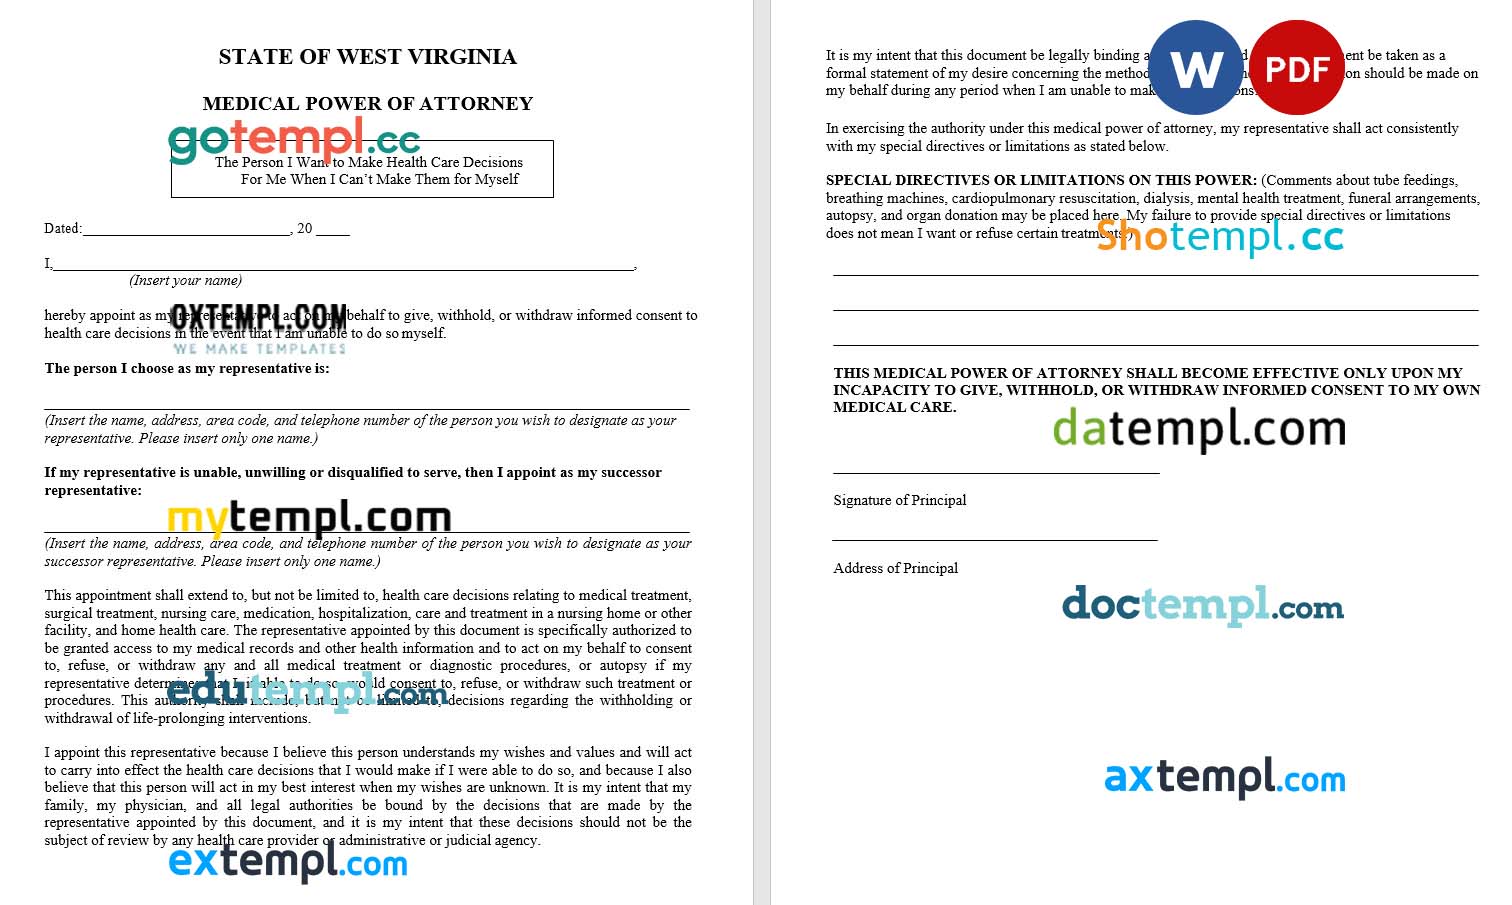 STATE OF WEST VIRGINIA
MEDICAL POWER OF ATTORNEY
gotempl.cc
The Person I Want to Make Health Care Decisions
For Me When I Can’t Make Them for Myself
Dated: , 20
I, ,
(Insert your name)
OXTEMPL.COM
hereby appoint as my representative to act on my behalf to give, withhold, or withdraw informed consent to
health care decisions in the event that I am unable to do so myself.
WE MAKE TEMPLATES
The person I choose as my representative is:
(Insert the name, address, area code, and telephone number of the person you wish to designate as your
representative. Please insert only one name.)
If my representative is unable, unwilling or disqualified to serve, then I appoint as my successor
representative:
mytempl.com
(Insert the name, address, area code, and telephone number of the person you wish to designate as your
successor representative. Please insert only one name.)
This appointment shall extend to, but not be limited to, health care decisions relating to medical treatment,
surgical treatment, nursing care, medication, hospitalization, care and treatment in a nursing home or other
facility, and home health care. The representative appointed by this document is specifically authorized to
be granted access to my medical records and other health information and to act on my behalf to consent
to, refuse, or withdraw any and all medical treatment or diagnostic procedures, or autopsy if my
representative determines that I unable to do so would consent to, refuse, or withdraw such treatment or
edutempl.com
procedures. This authority shall include, but not be limited to, decisions regarding the withholding or
withdrawal of life-prolonging interventions.
I appoint this representative because I believe this person understands my wishes and values and will act
to carry into effect the health care decisions that I would make if I were able to do so, and because I also
believe that this person will act in my best interest when my wishes are unknown. It is my intent that my
family, my physician, and all legal authorities be bound by the decisions that are made by the
representative appointed by this document, and it is my intent that these decisions should not be the
subject of review by any health care provider or administrative or judicial agency.
extempl.com
It is my intent that this document be legally binding be taken as a
formal statement of my desire concerning the method should be made on
my behalf during any period when I am unable to
W
PDF
In exercising the authority under this medical power of attorney, my representative shall act consistently
with my special directives or limitations as stated below.
SPECIAL DIRECTIVES OR LIMITATIONS ON THIS POWER: (Comments about tube feedings,
breathing machines, cardiopulmonary resuscitation, dialysis, mental health treatment, funeral arrangements,
autopsy, and organ donation may be placed here. My failure to provide special directives or limitations
does not mean I want or refuse certain treatments.)
Shotempl.cc
THIS MEDICAL POWER OF ATTORNEY SHALL BECOME EFFECTIVE ONLY UPON MY
INCAPACITY TO GIVE, WITHHOLD, OR WITHDRAW INFORMED CONSENT TO MY OWN
MEDICAL CARE.
datempl.com
Signature of Principal
Address of Principal
doctempl.com
axtempl.com